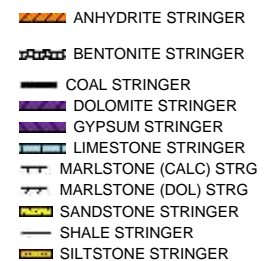 ANHYDRITE STRINGER
BENTONITE STRINGER
COAL STRINGER
DOLOMITE STRINGER
GYPSUM STRINGER
LIMESTONE STRINGER
MARLSTONE (CALC) STRG
MARLSTONE (DOL) STRG
SANDSTONE STRINGER
SHALE STRINGER
SILTSTONE STRINGER